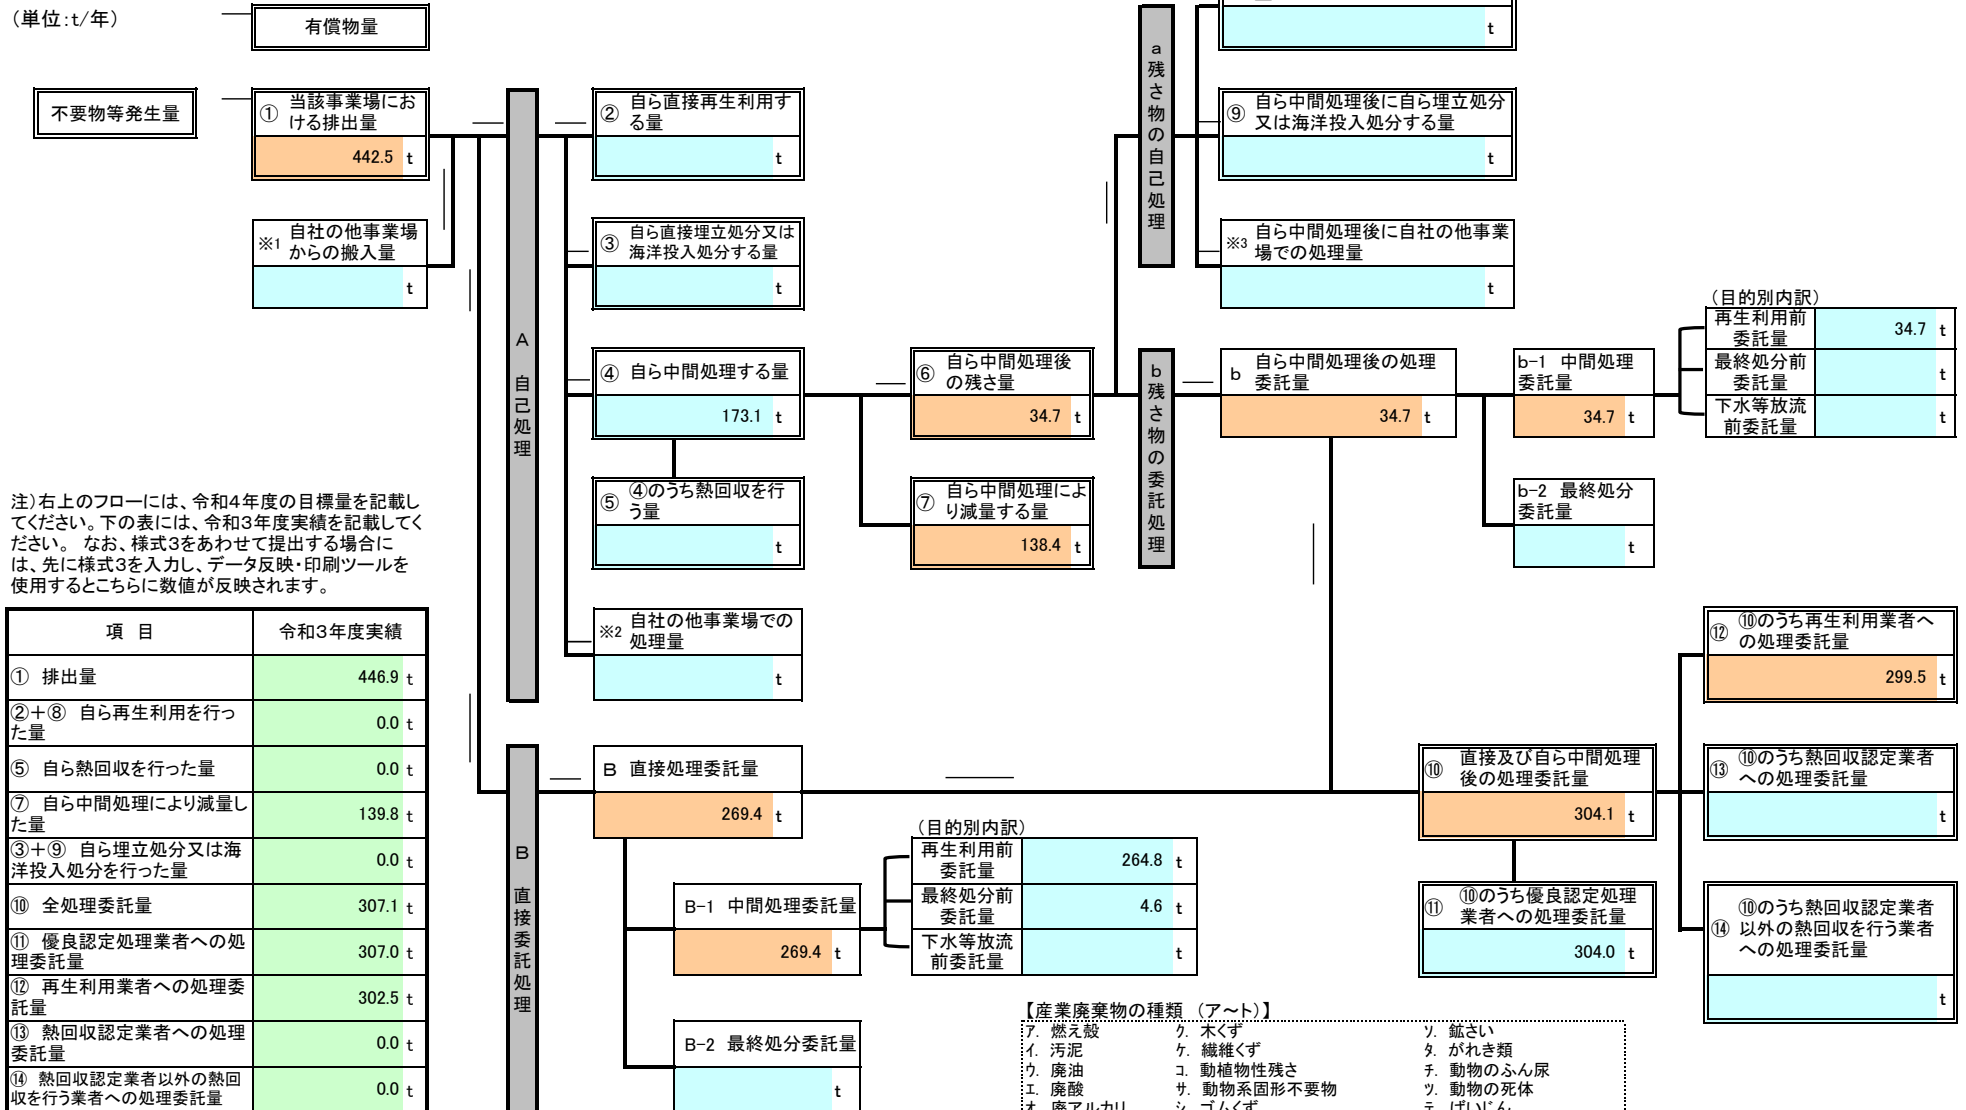 （単位：t/年）
有償物量
t
不要物等発生量
① 当該事業場にお
ける排出量
442.5 t
※1 自社の他事業場
からの搬入量
t
A 自己処理
② 自ら直接再生利用す
る量
t
③ 自ら直接埋立処分又は
海洋投入処分する量
t
④ 自ら中間処理する量
173.1 t
⑤ ④のうち熱回収を行
う量
t
※2 自社の他事業場での
処理量
t
⑥ 自ら中間処理後
の残さ量
34.7 t
⑦ 自ら中間処理によ
り減量する量
138.4 t
a 残さ物の自己処理
⑨ 自ら中間処理後に自ら埋立処分
又は海洋投入処分する量
t
※3 自ら中間処理後に自社の他事業
場での処理量
t
b 残さ物の委託処理
b 自ら中間処理後の処理
委託量
34.7 t
b-1 中間処理
委託量
34.7 t
（目的別内訳）
再生利用前
委託量
34.7 t
最終処分前
委託量
t
下水等放流
前委託量
t
b-2 最終処分
委託量
t
注）右上のフローには、令和４年度の目標量を記載し
てください。下の表には、令和３年度実績を記載してく
ださい。 なお、様式３をあわせて提出する場合に
は、先に様式３を入力し、データ反映・印刷ツールを
使用するとこちらに数値が反映されます。
項 目 令和３年度実績
① 排出量 446.9 t
②＋⑧ 自ら再生利用を行っ
た量 0.0 t
⑤ 自ら熱回収を行った量 0.0 t
⑦ 自ら中間処理により減量し
た量 139.8 t
③＋⑨ 自ら埋立処分又は海
洋投入処分を行った量 0.0 t
⑩ 全処理委託量 307.1 t
⑪ 優良認定処理業者への処
理委託量 307.0 t
⑫ 再生利用業者への処理委
託量 302.5 t
⑬ 熱回収認定業者への処理
委託量 0.0 t
⑭ 熱回収認定業者以外の熱回
収を行う業者への処理委託量 0.0 t
B 直接委託処理
B 直接処理委託量
269.4 t
B-1 中間処理委託量
269.4 t
（目的別内訳）
再生利用前
委託量
264.8 t
最終処分前
委託量
4.6 t
下水等放流
前委託量
t
B-2 最終処分委託量
t
⑩ 直接及び自ら中間処理
後の処理委託量
304.1 t
⑪ ⑩のうち優良認定処理
業者への処理委託量
304.0 t
⑫ ⑩のうち再生利用業者へ
の処理委託量
299.5 t
⑬ ⑩のうち熱回収認定業者
への処理委託量
t
⑭ ⑩のうち熱回収認定業者
以外の熱回収を行う業者
への処理委託量
t
【産業廃棄物の種類 （ア～ト）】
ｱ. 燃え殻 ｸ. 木くず ｿ. 鉱さい
ｲ. 汚泥 ｹ. 繊維くず ﾀ. がれき類
ｳ. 廃油 ｺ. 動植物性残さ ﾁ. 動物のふん尿
ｴ. 廃酸 ｻ. 動物系固形不要物 ﾂ. 動物の死体
ｵ. 廃アルカリ ｼ. ゴムくず ﾃ. ばいじん